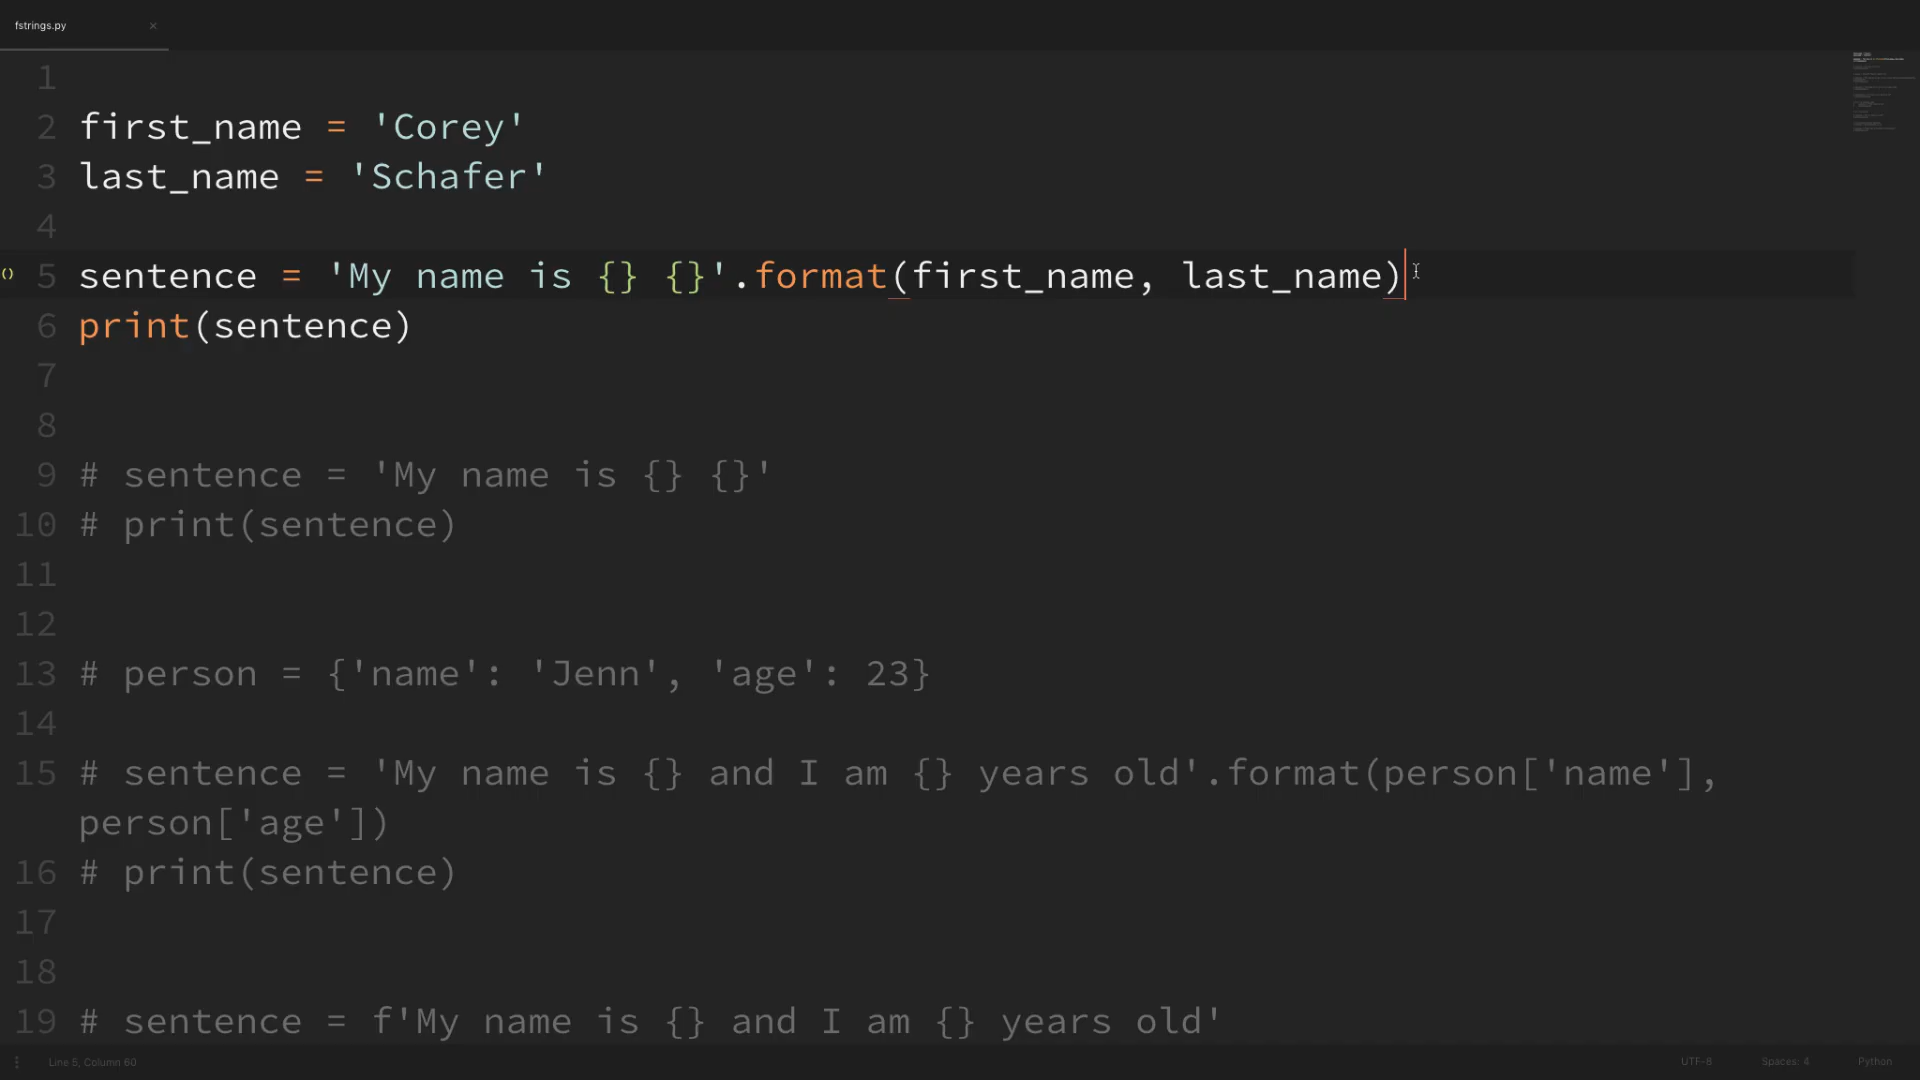 fstrings.py ×
1
2 first_name = 'Corey'
3 last_name = 'Schafer'
4
() 5 sentence = 'My name is {} {}'.format(first_name, last_name)
6 print(sentence)
7
8
9 # sentence = 'My name is {} {}'
10 # print(sentence)
11
12
13 # person = {'name': 'Jenn', 'age': 23}
14
15 # sentence = 'My name is {} and I am {} years old'.format(person['name'],
person['age'])
16 # print(sentence)
17
18
19 # sentence = f'My name is {} and I am {} years old'
Line 5, Column 60 UTF-8 Spaces: 4 Python